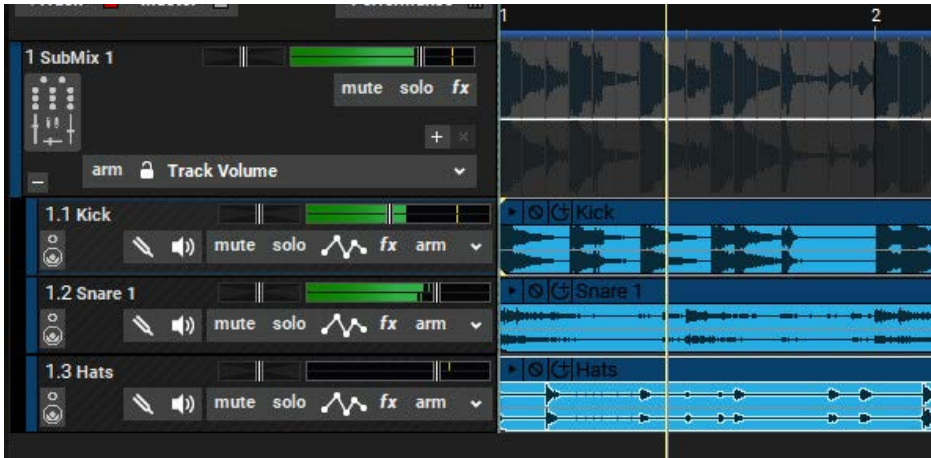 1
2
1 SubMix 1
mute solo fx
+ ×
arm Track Volume
−
1.1 Kick
mute solo fx arm
Kick
1.2 Snare 1
mute solo fx arm
Snare 1
1.3 Hats
mute solo fx arm
Hats